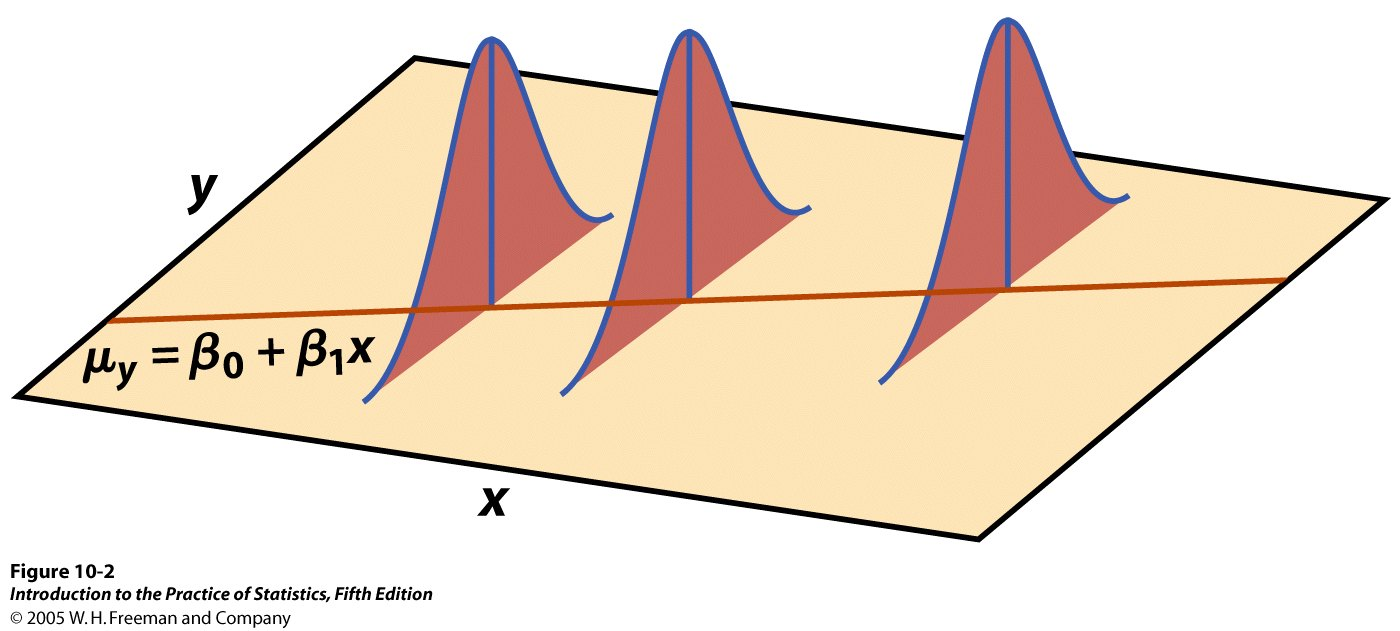 y
μy = β0 + β1x
x
Figure 10-2
Introduction to the Practice of Statistics, Fifth Edition
© 2005 W. H. Freeman and Company